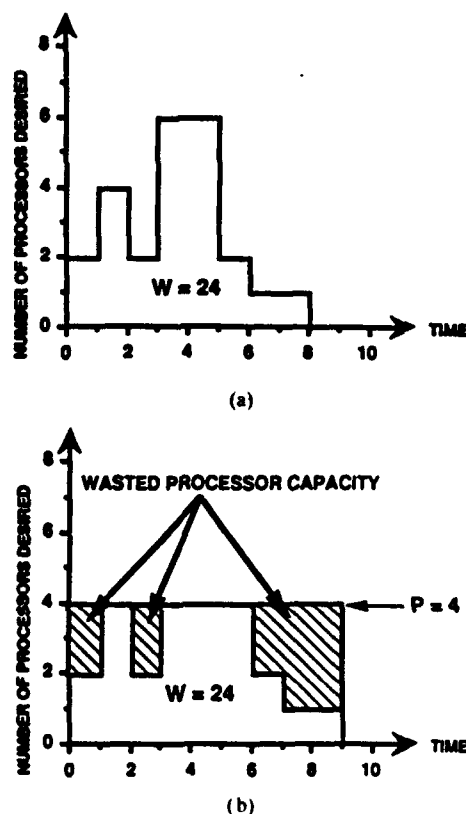 NUMBER OF PROCESSORS DESIRED
8
6
4
2
0
W = 24
0 2 4 6 8 10
TIME
(a)
NUMBER OF PROCESSORS DESIRED
8
WASTED PROCESSOR CAPACITY
6
4
P = 4
2
W = 24
0
0 2 4 6 8 10
TIME
(b)